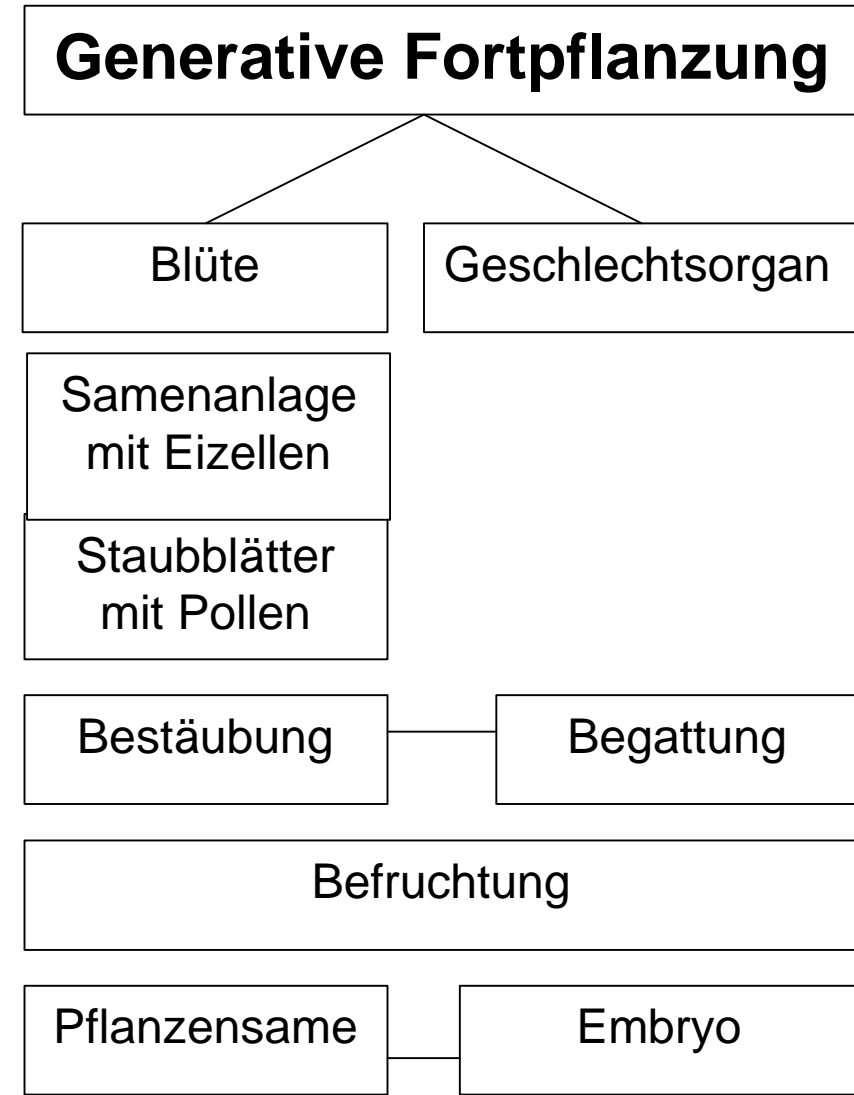 Generative Fortpflanzung
Blüte
Geschlechtsorgan
Samenanlage
mit Eizellen
Staubblätter
mit Pollen
Bestäubung
Begattung
Befruchtung
Pflanzensame
Embryo